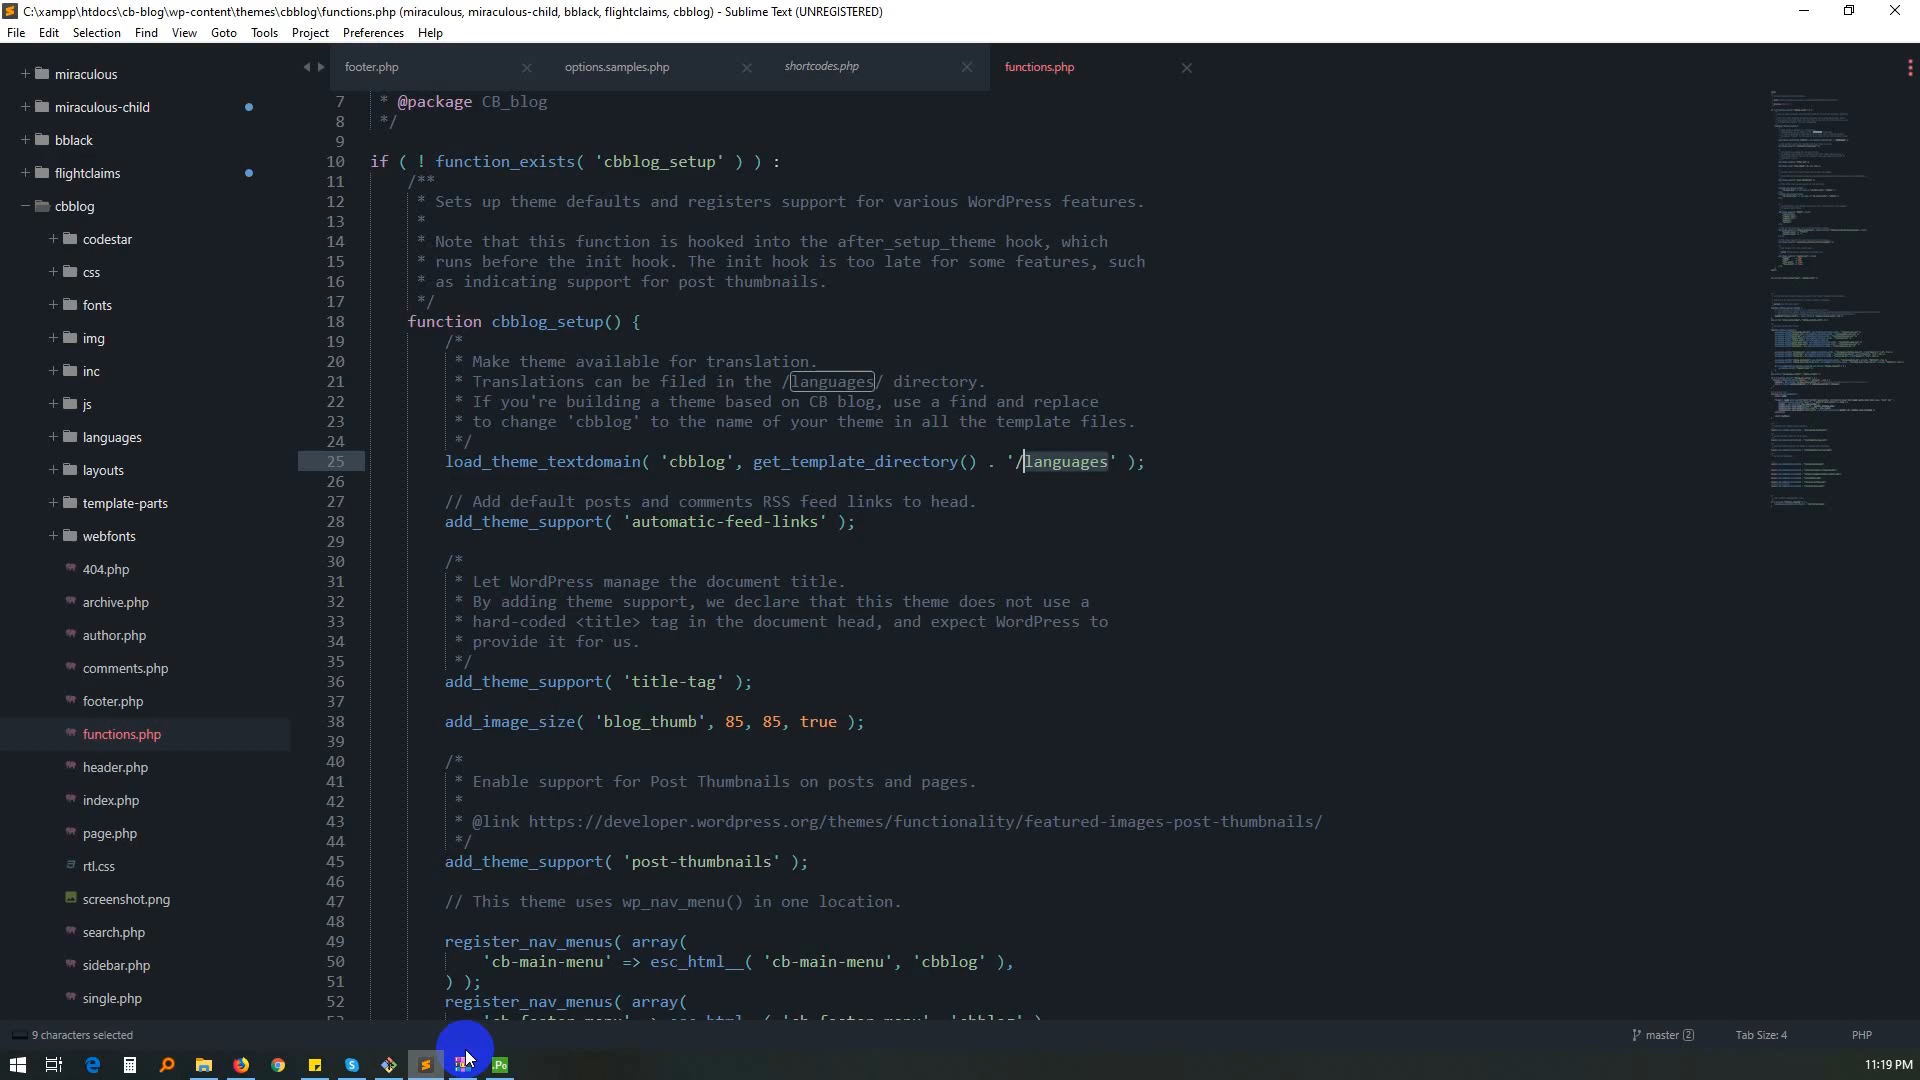 C:\xampp\htdocs\cb-blog\wp-content\themes\cbblog\functions.php (miraculous, miraculous-child, bblack, flightclaims, cbblog) - Sublime Text (UNREGISTERED)
File Edit Selection Find View Goto Tools Project Preferences Help
miraculous
miraculous-child
bblack
flightclaims
cbblog
codestar
css
fonts
img
inc
js
languages
layouts
template-parts
webfonts
404.php
archive.php
author.php
comments.php
footer.php
functions.php
header.php
index.php
page.php
rtl.css
screenshot.png
search.php
sidebar.php
single.php
footer.php options.samples.php shortcodes.php functions.php
7 * @package CB_blog
8 */
9
10 if ( ! function_exists( 'cbblog_setup' ) ) :
11 /**
12 * Sets up theme defaults and registers support for various WordPress features.
13 *
14 * Note that this function is hooked into the after_setup_theme hook, which
15 * runs before the init hook. The init hook is too late for some features, such
16 * as indicating support for post thumbnails.
17 */
18 function cbblog_setup() {
19 /*
20 * Make theme available for translation.
21 * Translations can be filed in the /languages/ directory.
22 * If you're building a theme based on CB blog, use a find and replace
23 * to change 'cbblog' to the name of your theme in all the template files.
24 */
25 load_theme_textdomain( 'cbblog', get_template_directory() . '/languages' );
26
27 // Add default posts and comments RSS feed links to head.
28 add_theme_support( 'automatic-feed-links' );
29
30 /*
31 * Let WordPress manage the document title.
32 * By adding theme support, we declare that this theme does not use a
33 * hard-coded <title> tag in the document head, and expect WordPress to
34 * provide it for us.
35 */
36 add_theme_support( 'title-tag' );
37
38 add_image_size( 'blog_thumb', 85, 85, true );
39
40 /*
41 * Enable support for Post Thumbnails on posts and pages.
42 *
43 * @link https://developer.wordpress.org/themes/functionality/featured-images-post-thumbnails/
44 */
45 add_theme_support( 'post-thumbnails' );
46
47 // This theme uses wp_nav_menu() in one location.
48
49 register_nav_menus( array(
50 'cb-main-menu' => esc_html__( 'cb-main-menu', 'cbblog' ),
51 ) );
52 register_nav_menus( array(
9 characters selected
master 2 Tab Size: 4 PHP
.Po
11:19 PM